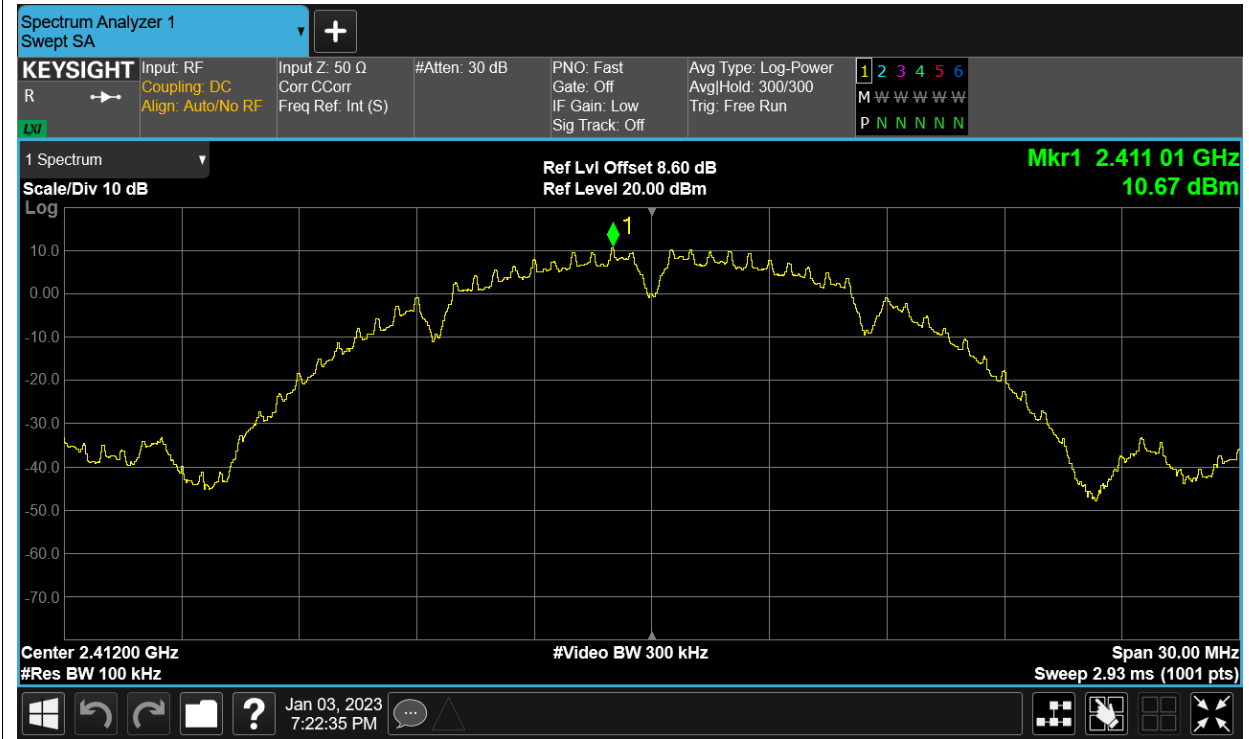 Spectrum Analyzer 1
Swept SA
KEYSIGHT
R
LXI
Input: RF
Coupling: DC
Align: Auto/No RF
Input Z: 50 Ω
Corr CCorr
Freq Ref: Int (S)
#Atten: 30 dB
PNO: Fast
Gate: Off
IF Gain: Low
Sig Track: Off
Avg Type: Log-Power
Avg|Hold: 300/300
Trig: Free Run
1 2 3 4 5 6
M W W W W W
P N N N N N
1 Spectrum
Scale/Div 10 dB
Ref Lvl Offset 8.60 dB
Ref Level 20.00 dBm
Mkr1 2.411 01 GHz
10.67 dBm
Log
1
10.0
0.00
-10.0
-20.0
-30.0
-40.0
-50.0
-60.0
-70.0
Center 2.41200 GHz
#Res BW 100 kHz
#Video BW 300 kHz
Span 30.00 MHz
Sweep 2.93 ms (1001 pts)
?
Jan 03, 2023
7:22:35 PM